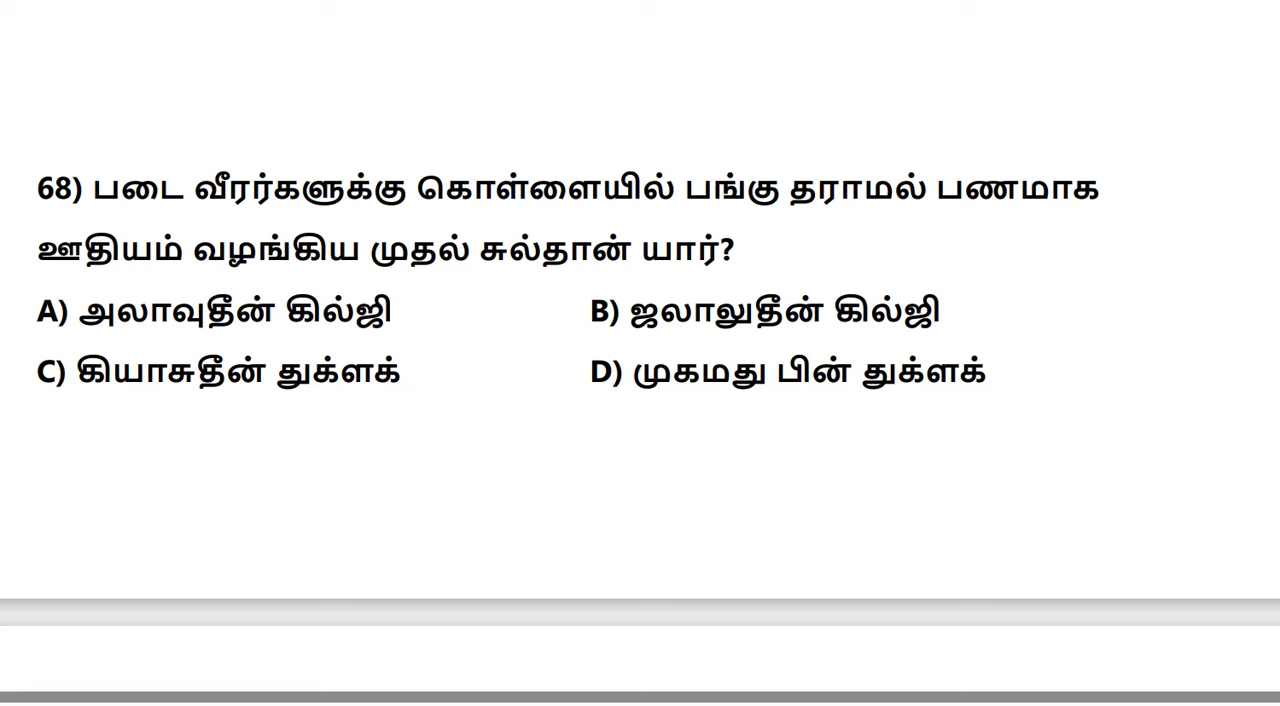 68) படை வீரர்களுக்கு கொள்ளையில் பங்கு தராமல் பணமாக
ஊதியம் வழங்கிய முதல் சுல்தான் யார்?
A) அலாவுதீன் கில்ஜி B) ஜலாலுதீன் கில்ஜி
C) கியாசுதீன் துக்ளக் D) முகமது பின் துக்ளக்